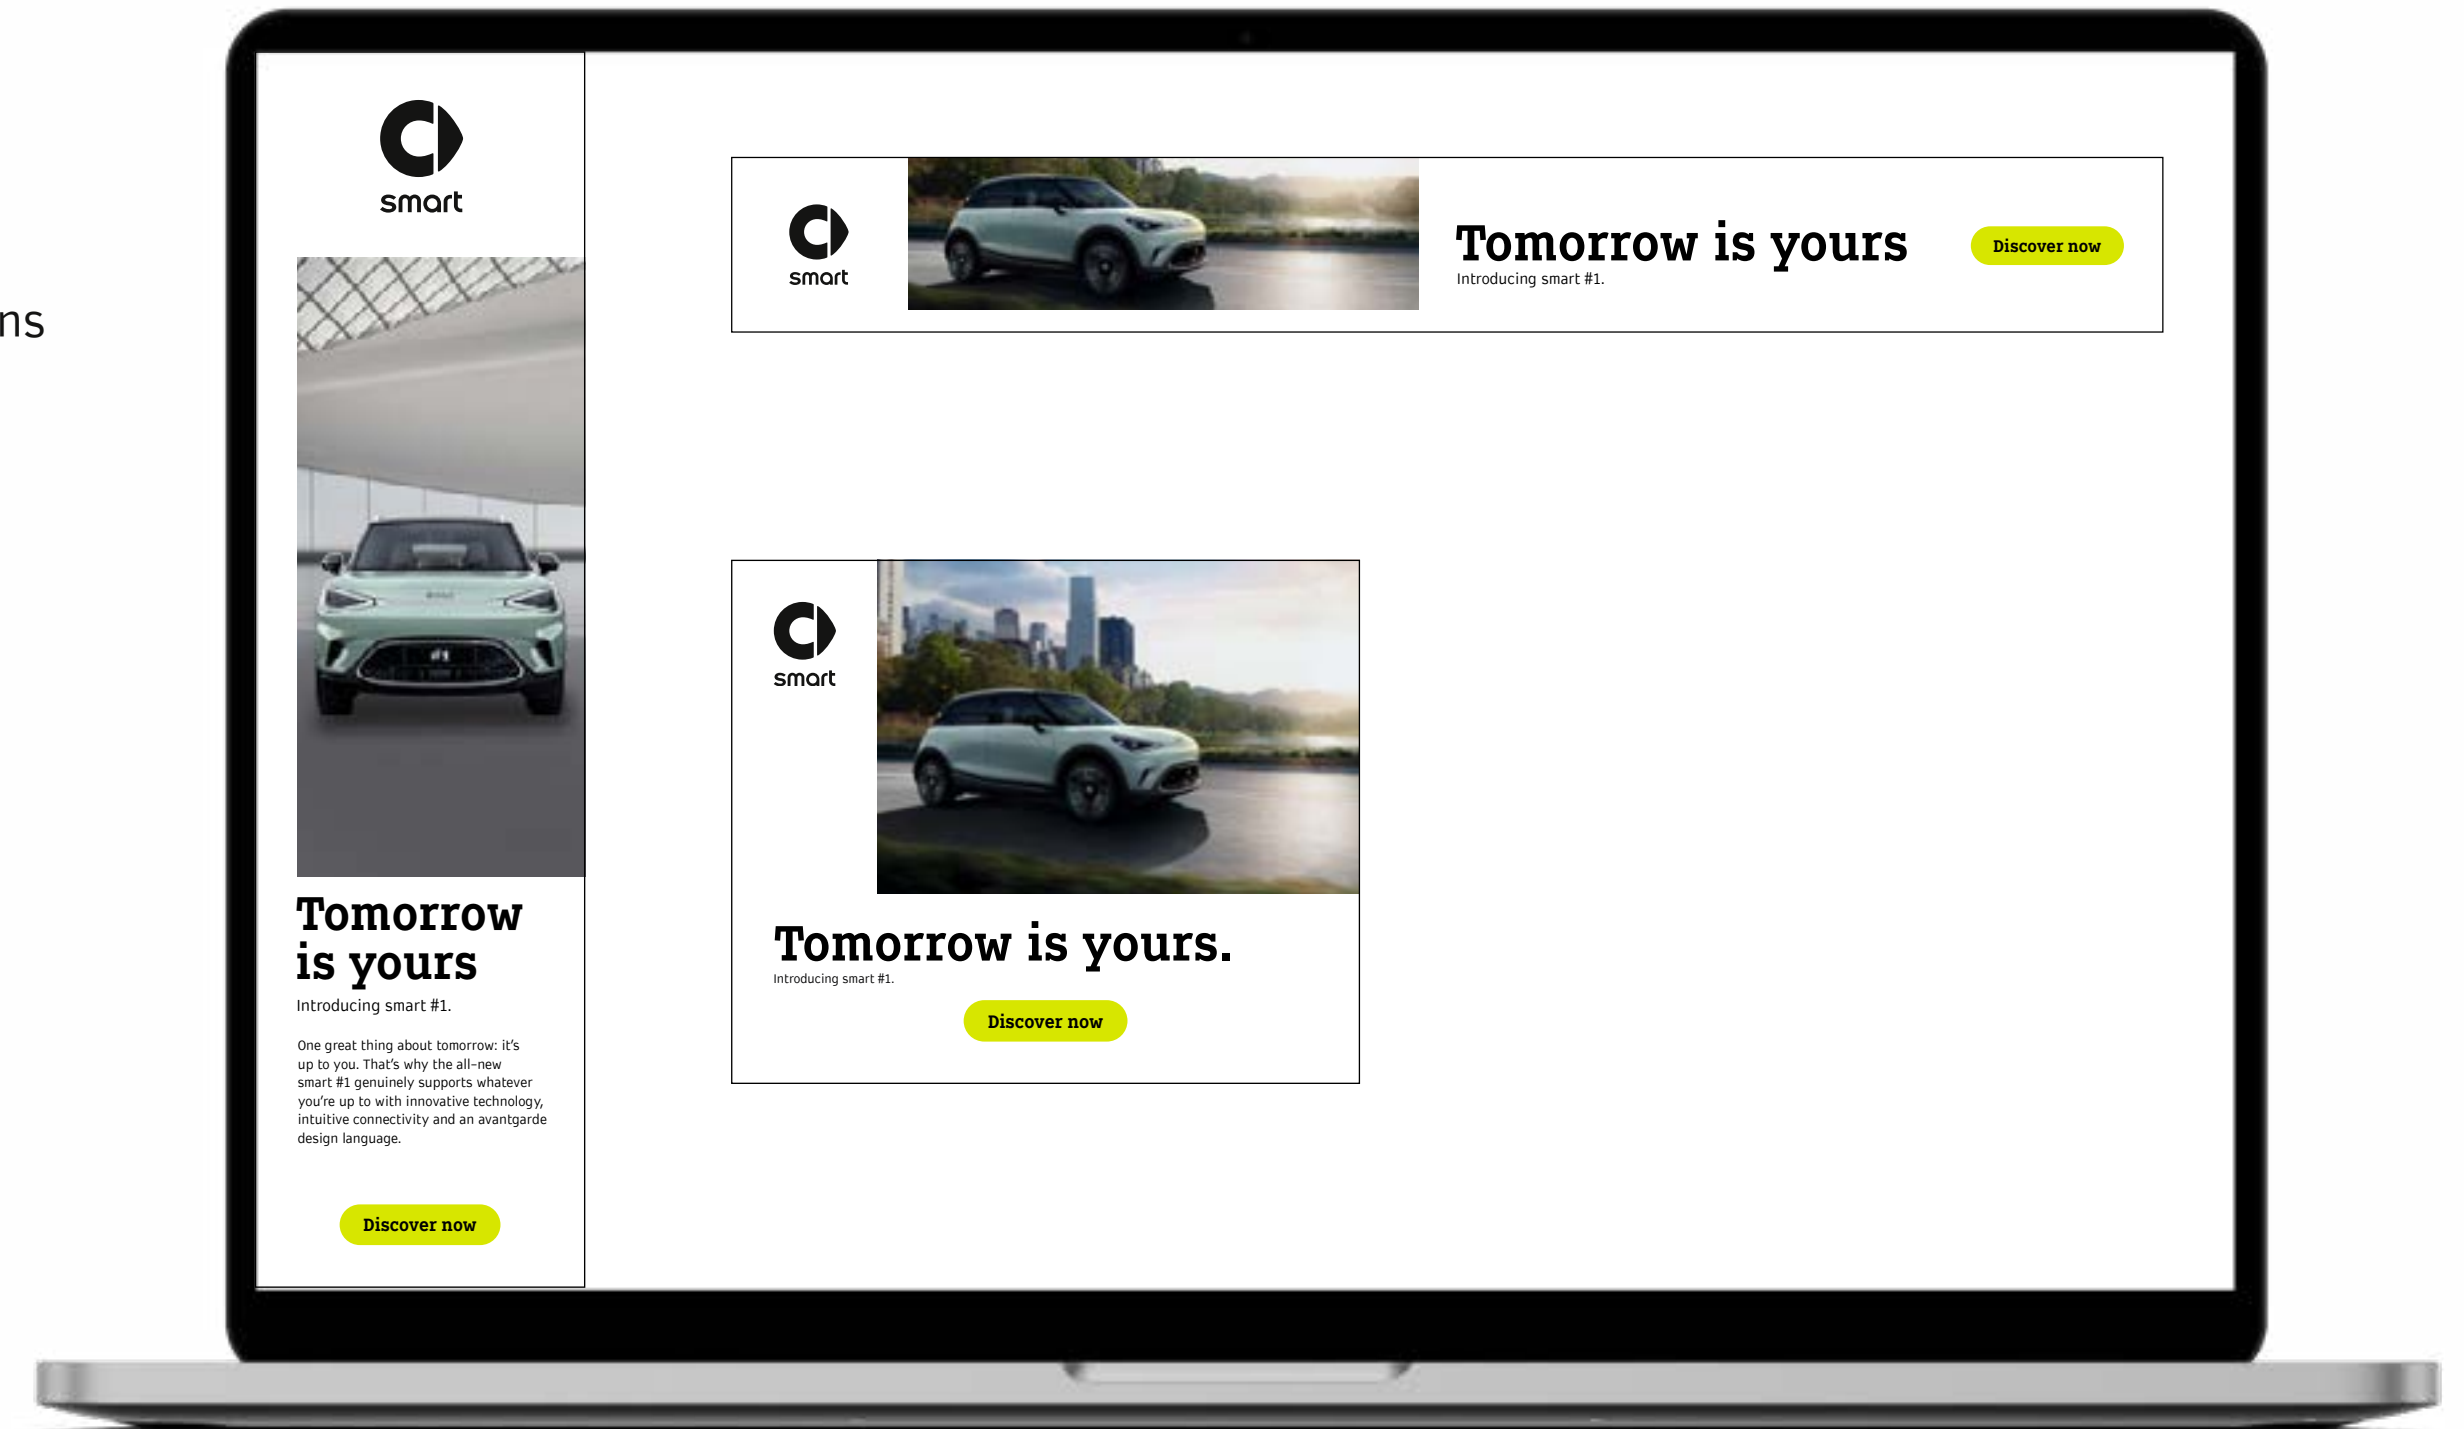 ns
smart
Tomorrow
is yours
Introducing smart #1.
One great thing about tomorrow: it's
up to you. That's why the all-new
smart #1 genuinely supports whatever
you're up to with innovative technology,
intuitive connectivity and an avantgarde
design language.
Discover now
smart
Tomorrow is yours
Introducing smart #1.
Discover now
smart
Tomorrow is yours.
Introducing smart #1.
Discover now